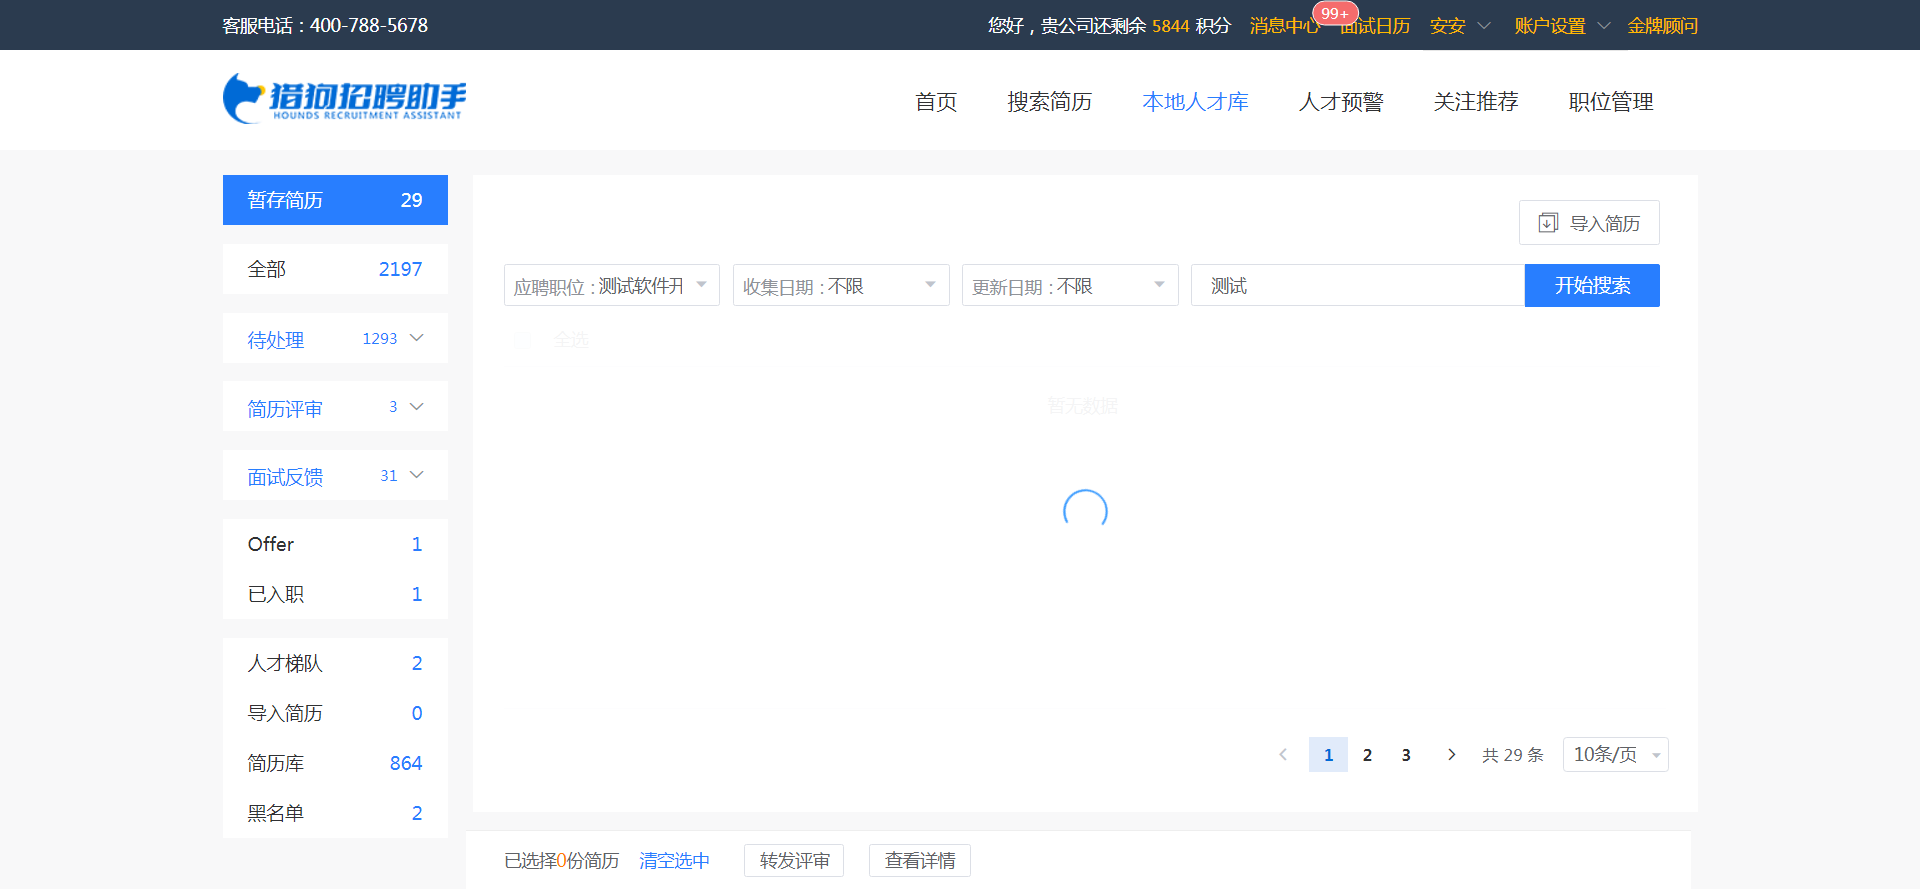 客服电话：400-788-5678
您好，贵公司还剩余 5844 积分 消息中心 99+ 面试日历 安安 账户设置 金牌顾问
猎狗招聘助手
HOUNDS RECRUITMENT ASSISTANT
首页 搜索简历 本地人才库 人才预警 关注推荐 职位管理
暂存简历 29
全部 2197
待处理 1293
简历评审 3
面试反馈 31
Offer 1
已入职 1
人才梯队 2
导入简历 0
简历库 864
黑名单 2
导入简历
应聘职位：测试软件开 收集日期：不限 更新日期：不限 测试 开始搜索
全选
暂无数据
1 2 3 共 29 条 10条/页
已选择0份简历 清空选中 转发评审 查看详情